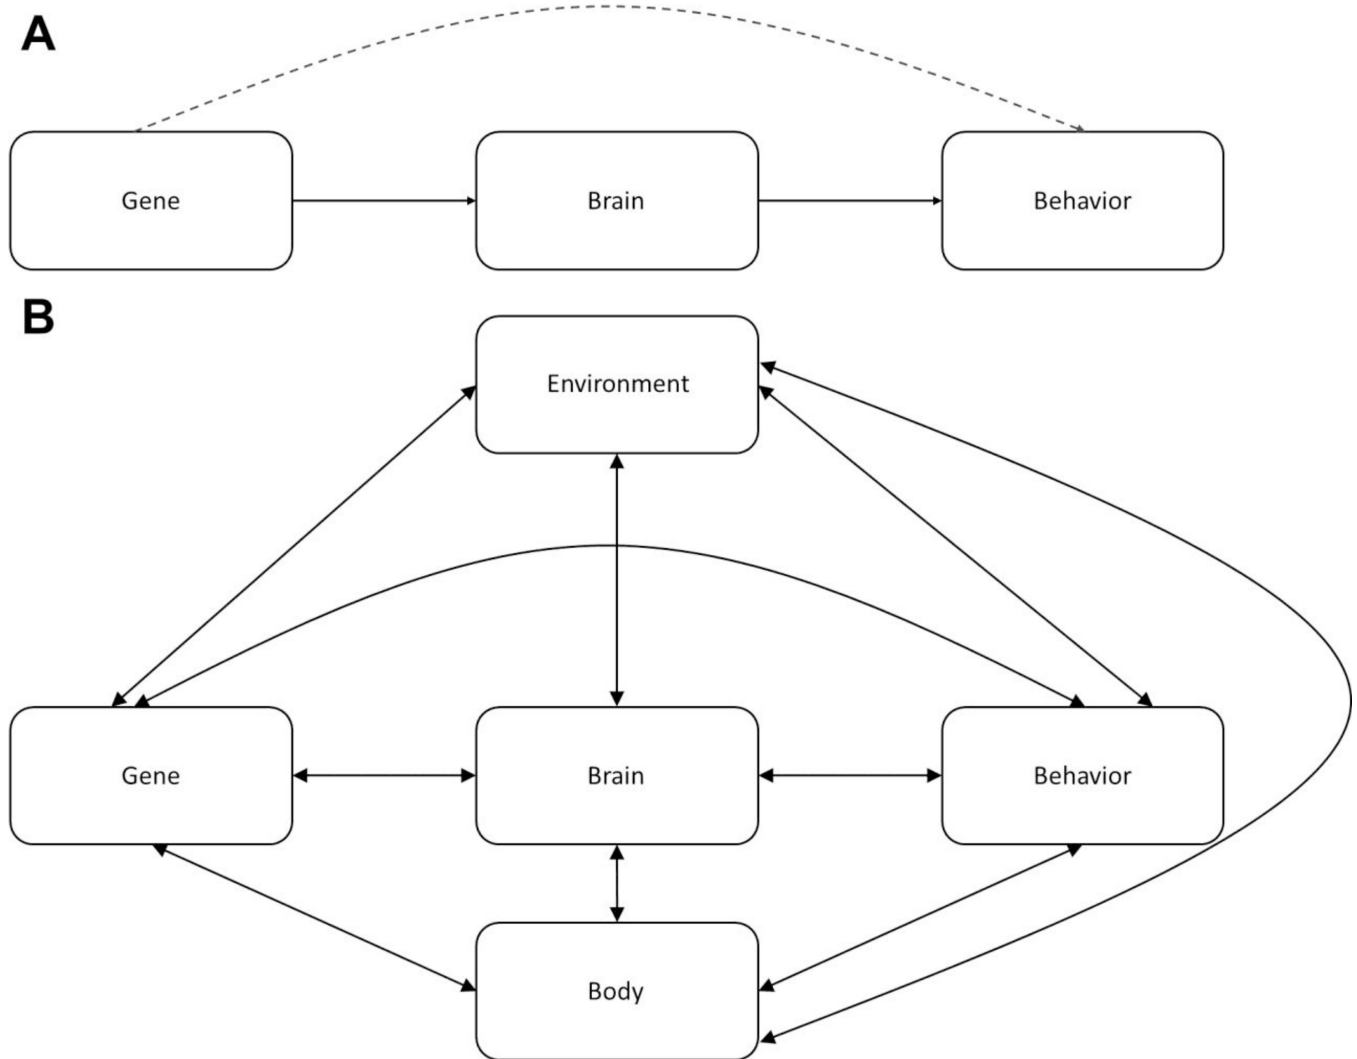 A
Gene
Brain
Behavior
B
Environment
Gene
Brain
Behavior
Body